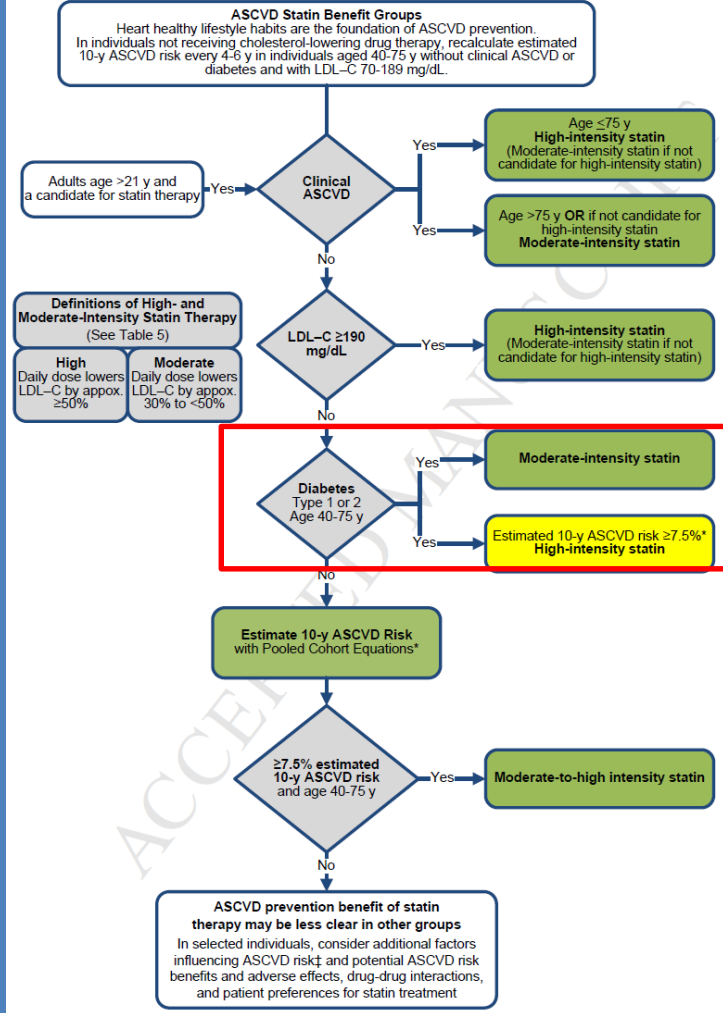 ASCVD Statin Benefit Groups
Heart healthy lifestyle habits are the foundation of ASCVD prevention.
In individuals not receiving cholesterol-lowering drug therapy, recalculate estimated
10-y ASCVD risk every 4-6 y in individuals aged 40-75 y without clinical ASCVD or
diabetes and with LDL–C 70-189 mg/dL.
Adults age >21 y and
a candidate for statin therapy
Yes
Clinical
ASCVD
Yes
Age ≤75 y
High-intensity statin
(Moderate-intensity statin if not
candidate for high-intensity statin)
Yes
Age >75 y OR if not candidate for
high-intensity statin
Moderate-intensity statin
No
Definitions of High- and
Moderate-Intensity Statin Therapy
(See Table 5)
High
Daily dose lowers
LDL–C by appox.
≥50%
Moderate
Daily dose lowers
LDL–C by appox.
30% to <50%
LDL–C ≥190
mg/dL
Yes
High-intensity statin
(Moderate-intensity statin if not
candidate for high-intensity statin)
No
Diabetes
Type 1 or 2
Age 40-75 y
Yes
Moderate-intensity statin
Yes
Estimated 10-y ASCVD risk ≥7.5%*
High-intensity statin
No
Estimate 10-y ASCVD Risk
with Pooled Cohort Equations*
≥7.5% estimated
10-y ASCVD risk
and age 40-75 y
Yes
Moderate-to-high intensity statin
No
ASCVD prevention benefit of statin
therapy may be less clear in other groups
In selected individuals, consider additional factors
influencing ASCVD risk‡ and potential ASCVD risk
benefits and adverse effects, drug-drug interactions,
and patient preferences for statin treatment